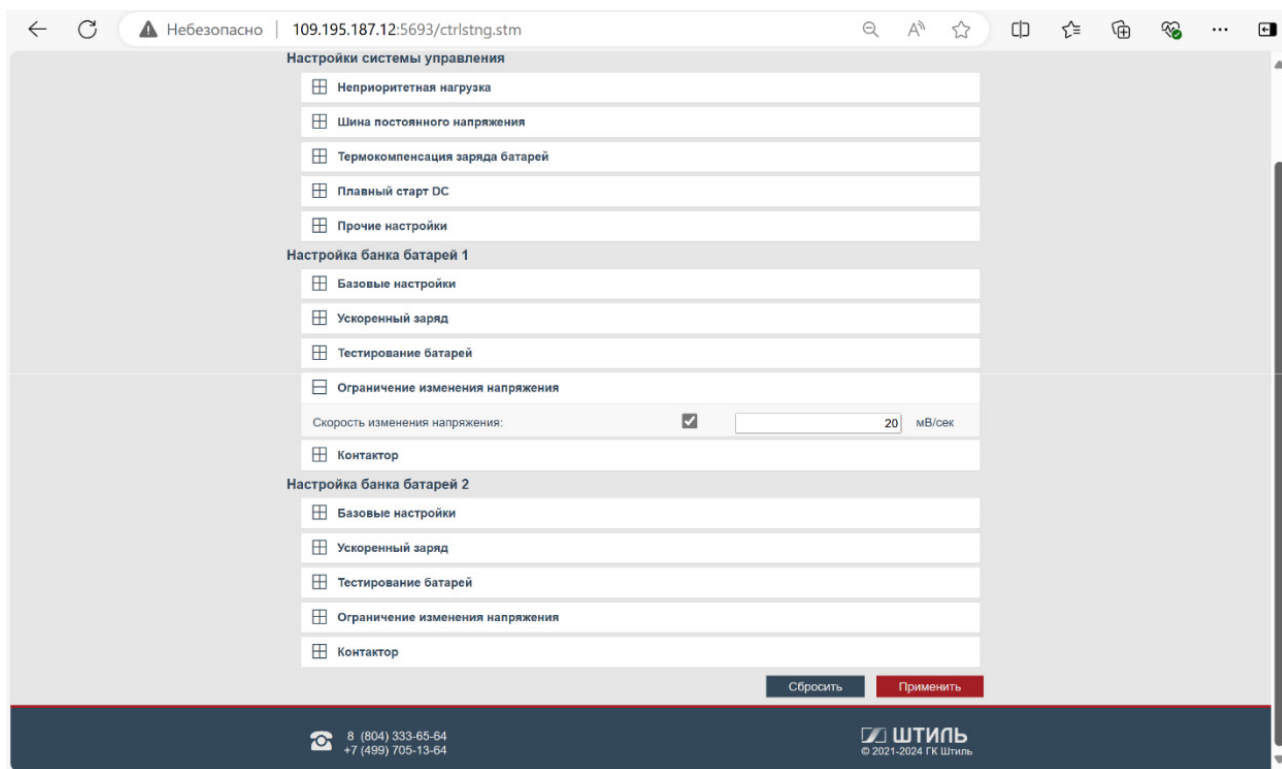 Небезопасно
109.195.187.12:5693/ctrlstng.stm
Настройки системы управления
Неприоритетная нагрузка
Шина постоянного напряжения
Термокомпенсация заряда батарей
Плавный старт DC
Прочие настройки
Настройка банка батарей 1
Базовые настройки
Ускоренный заряд
Тестирование батарей
Ограничение изменения напряжения
Скорость изменения напряжения: 20 мВ/сек
Контактор
Настройка банка батарей 2
Базовые настройки
Ускоренный заряд
Тестирование батарей
Ограничение изменения напряжения
Контактор
Сбросить Применить
8 (804) 333-65-64
+7 (499) 705-13-64
ШТИЛЬ
© 2021-2024 ГК Штиль